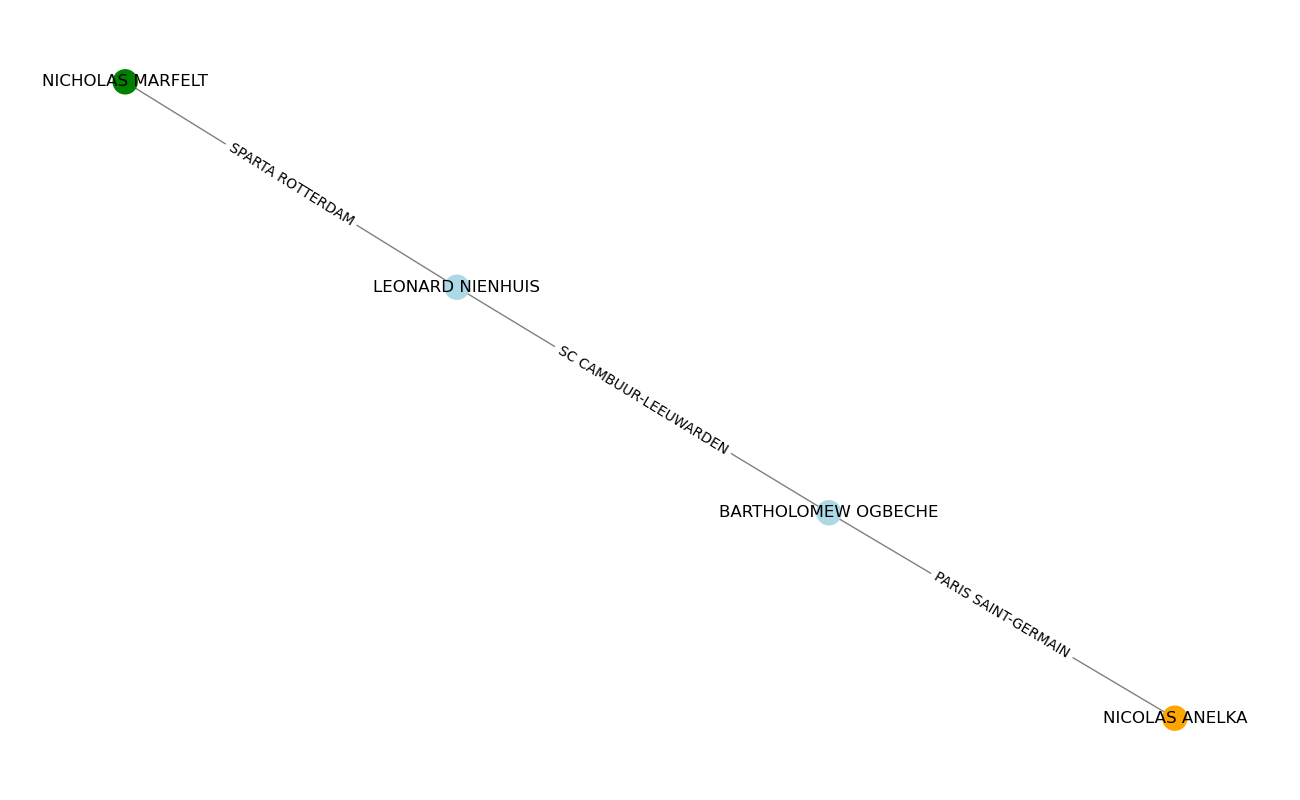 NICHOLAS MARFELT
SPARTA ROTTERDAM
LEONARD NIENHUIS
SC CAMBUUR-LEEUWARDEN
BARTHOLOMEW OGBECHE
PARIS SAINT-GERMAIN
NICOLAS ANELKA